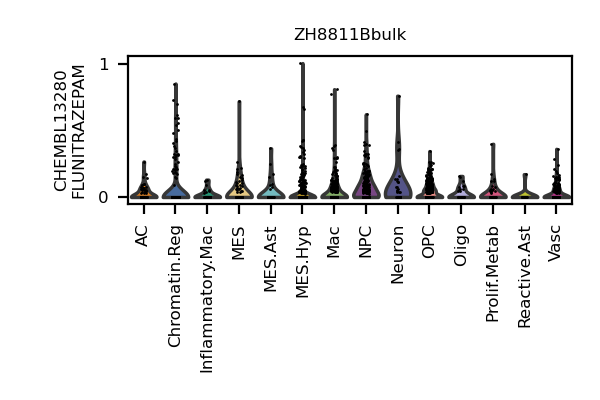 ZH8811Bbulk
CHEMBL13280
FLUNITRAZEPAM
1
0
AC
Chromatin.Reg
Inflammatory.Mac
MES
MES.Ast
MES.Hyp
Mac
NPC
Neuron
OPC
Oligo
Prolif.Metab
Reactive.Ast
Vasc